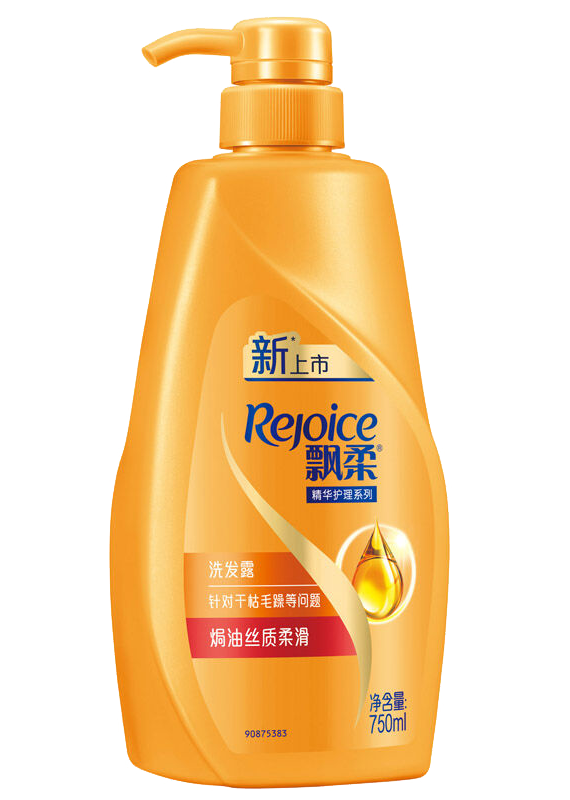 新*上市
Rejoice
飘柔®
精华护理系列
洗发露
针对干枯毛躁等问题
焗油丝质柔滑
净含量:
750ml
90875383